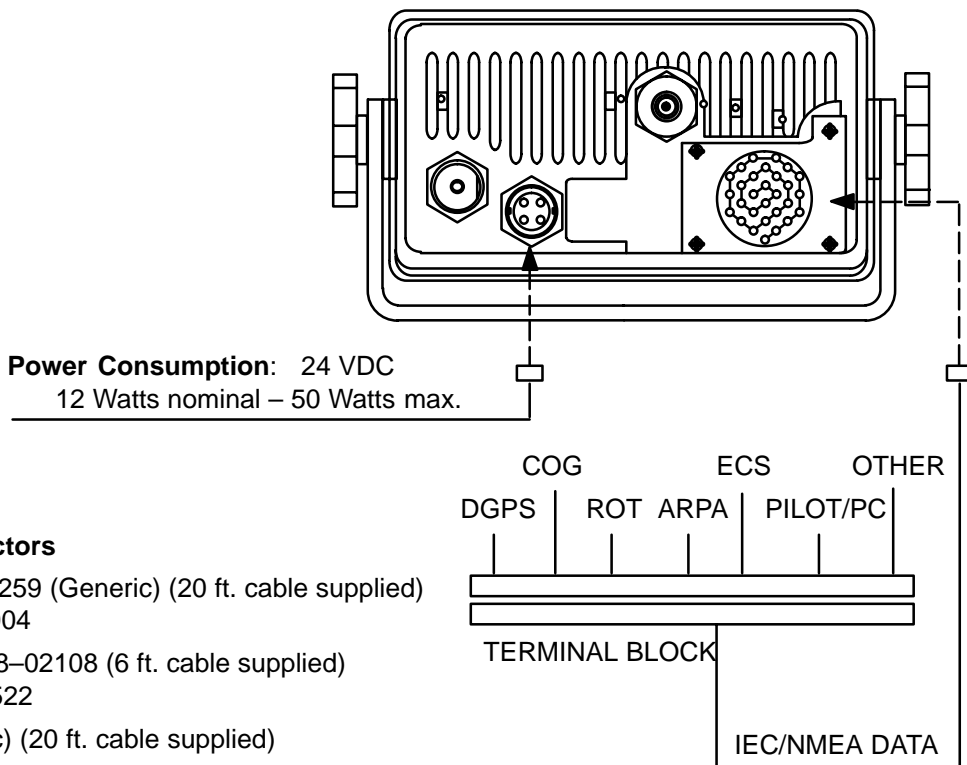 Power Consumption: 24 VDC
12 Watts nominal – 50 Watts max.
COG ECS OTHER
DGPS ROT ARPA PILOT/PC
TERMINAL BLOCK
IEC/NMEA DATA
ctors
259 (Generic) (20 ft. cable supplied)
04
8–02108 (6 ft. cable supplied)
522
c) (20 ft. cable supplied)